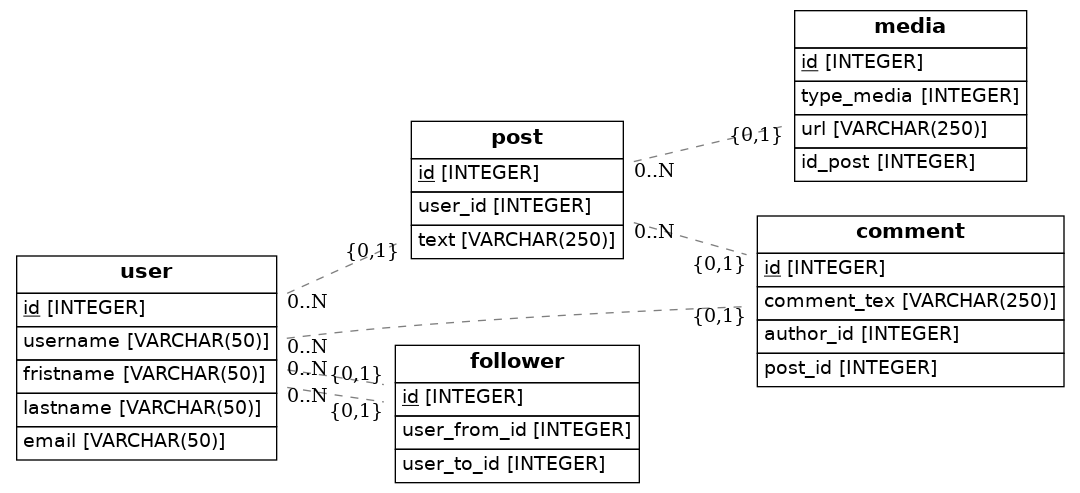 media
id [INTEGER]
type_media [INTEGER]
url [VARCHAR(250)]
id_post [INTEGER]
{0,1}
0..N
post
id [INTEGER]
user_id [INTEGER]
text [VARCHAR(250)]
0..N
{0,1}
comment
id [INTEGER]
comment_tex [VARCHAR(250)]
author_id [INTEGER]
post_id [INTEGER]
{0,1}
{0,1}
0..N
user
id [INTEGER]
username [VARCHAR(50)]
fristname [VARCHAR(50)]
lastname [VARCHAR(50)]
email [VARCHAR(50)]
0..N
0..N
{0,1}
0..N
{0,1}
follower
id [INTEGER]
user_from_id [INTEGER]
user_to_id [INTEGER]